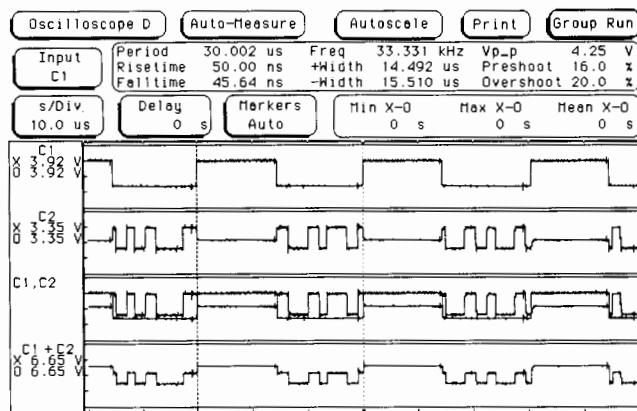 Oscilloscope D Auto-Measure Autoscale Print Group Run
Input C1
Period 30.002 us Freq 33.331 kHz Vp_p 4.25 V
Risetime 50.00 ns +Width 14.492 us Preshoot 16.0 %
Falltime 45.64 ns -Width 15.510 us Overshoot 20.0 %
s/Div. 10.0 us
Delay 0 s
Markers Auto
Min X-O 0 s
Max X-O 0 s
Mean X-O 0 s
C1
X 3.92 V
O 3.92 V
C2
X 3.35 V
O 3.35 V
C1,C2
C1+C2
X 6.65 V
O 6.65 V